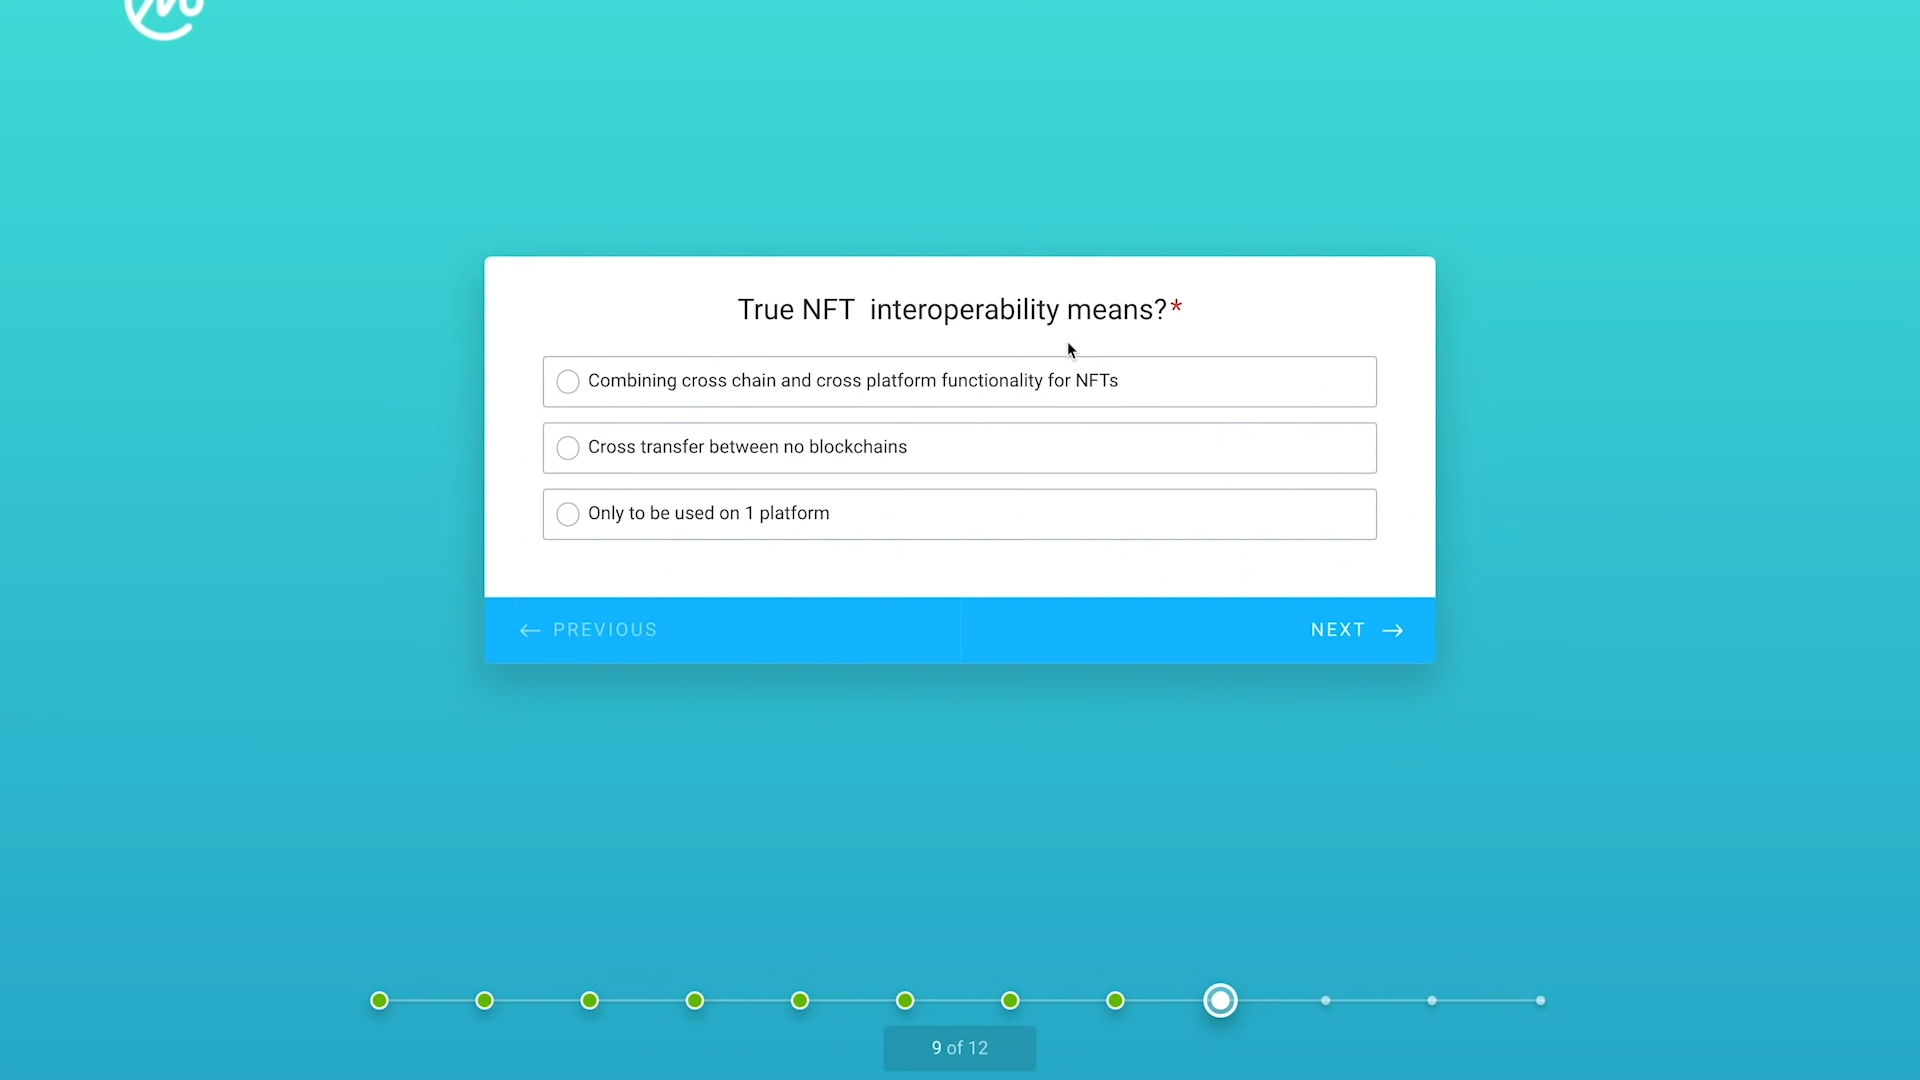 True NFT  interoperability means?*
Combining cross chain and cross platform functionality for NFTs
Cross transfer between no blockchains
Only to be used on 1 platform
← PREVIOUS
NEXT →
9 of 12